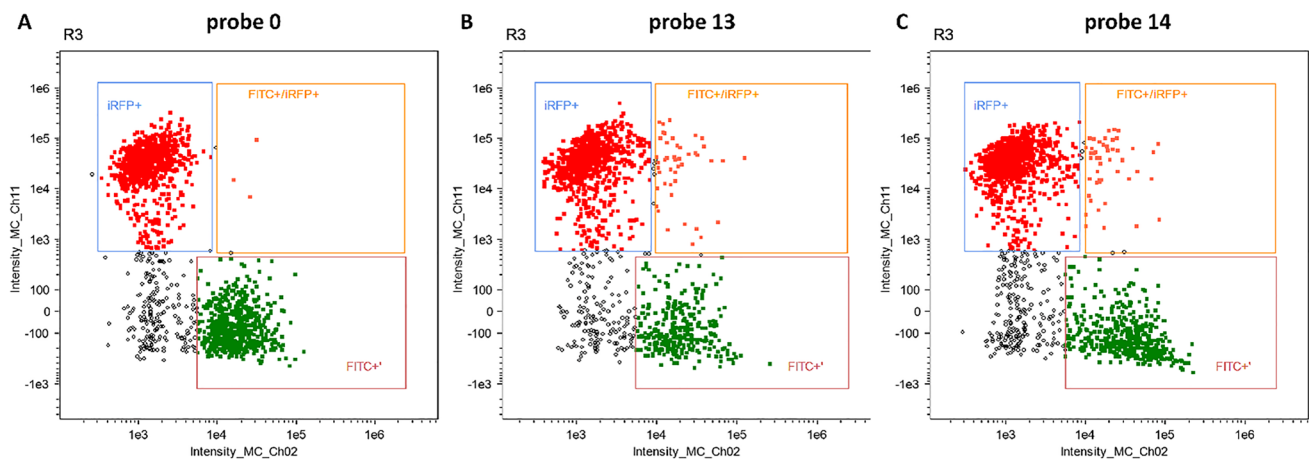 A
probe 0
R3
1e6
1e5
1e4
1e3
100
0
-100
-1e3
Intensity_MC_Ch11
iRFP+
FITC+/iRFP+
FITC+'
1e3
1e4
1e5
1e6
Intensity_MC_Ch02
B
probe 13
R3
1e6
1e5
1e4
1e3
100
0
-100
-1e3
Intensity_MC_Ch11
iRFP+
FITC+/iRFP+
FITC+'
1e3
1e4
1e5
1e6
Intensity_MC_Ch02
C
probe 14
R3
1e6
1e5
1e4
1e3
100
0
-100
-1e3
Intensity_MC_Ch11
iRFP+
FITC+/iRFP+
FITC+'
1e3
1e4
1e5
1e6
Intensity_MC_Ch02